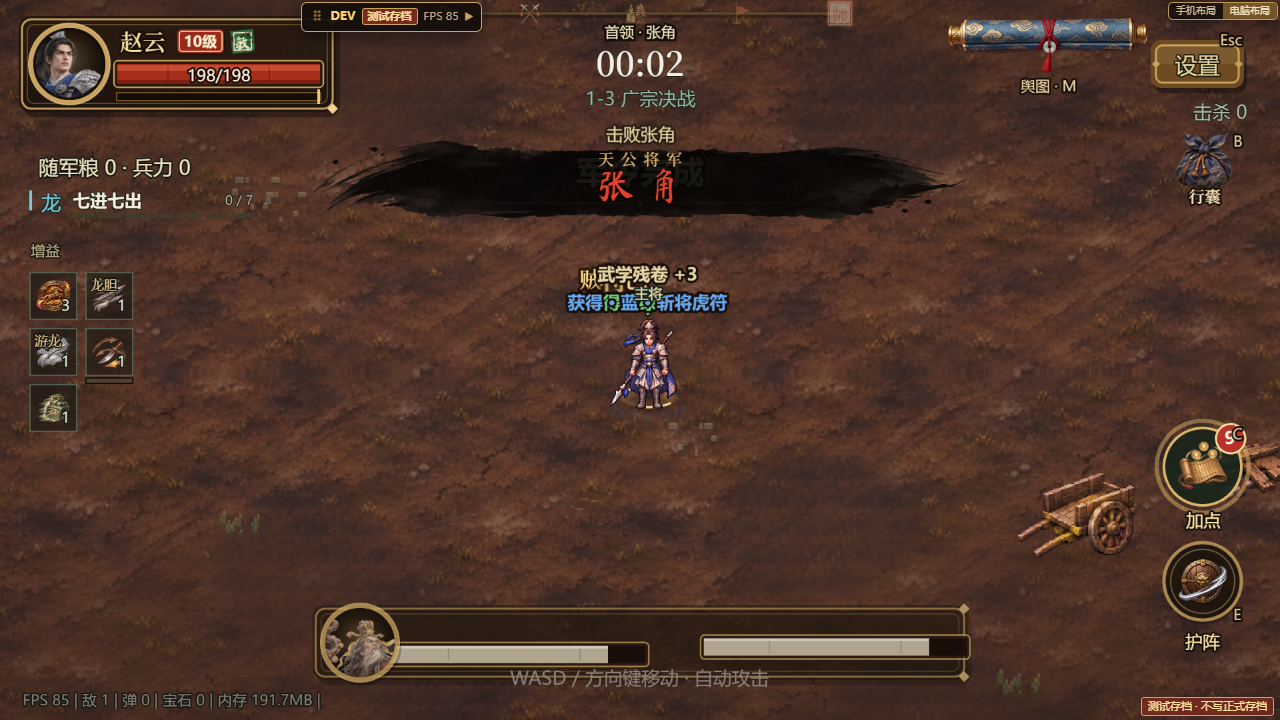 DEV 测试存档 FPS 85 ▶
手机布局 电脑布局
赵云 10级
198/198
首领 · 张角
00:02
1-3 广宗决战
击败张角
天公将军
张角
舆图 · M
Esc
设置
击杀 0
B
行囊
随军粮 0 · 兵力 0
龙 七进七出 0/7
增益
3
龙胆 1
游龙 1
1
1
武学残卷 +3
主将
斩将虎符
C
加点
E
护阵
WASD / 方向键移动 · 自动攻击
FPS 85 | 敌 1 | 弹 0 | 宝石 0 | 内存 191.7MB |
测试存档 · 不写正式存档